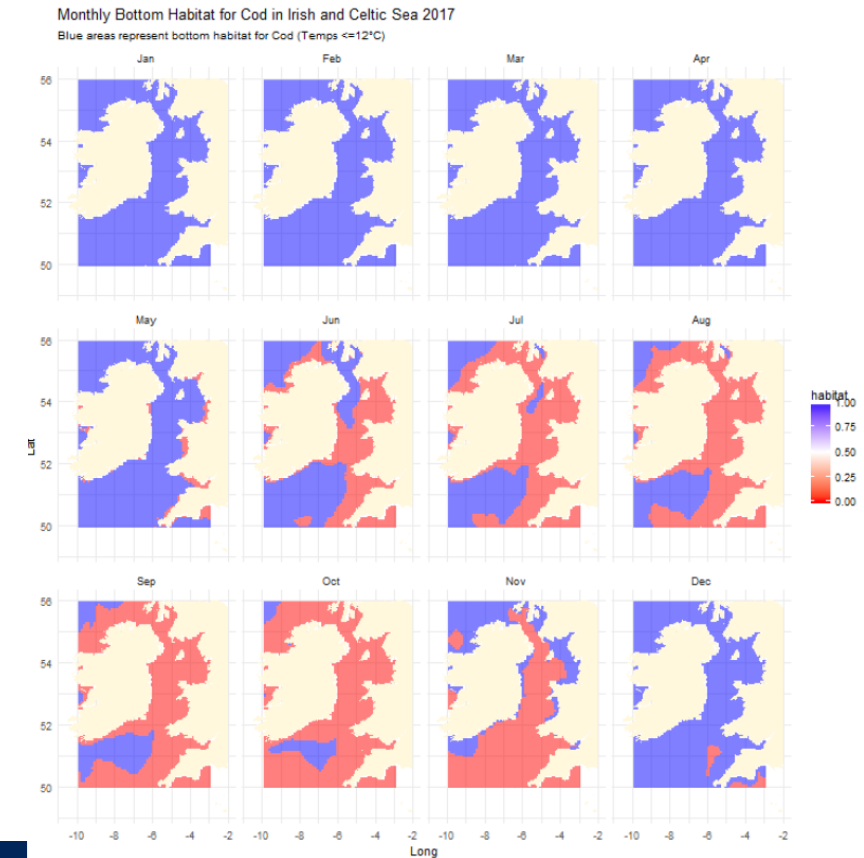 Monthly Bottom Habitat for Cod in Irish and Celtic Sea 2017
Blue areas represent bottom habitat for Cod (Temps <=12°C)
Jan Feb Mar Apr
56
54
52
50
May Jun Jul Aug
56
54
52
50
Lat
habitat
1.00
0.75
0.50
0.25
0.00
Sep Oct Nov Dec
56
54
52
50
-10 -8 -6 -4 -2 -10 -8 -6 -4 -2 -10 -8 -6 -4 -2 -10 -8 -6 -4 -2
Long